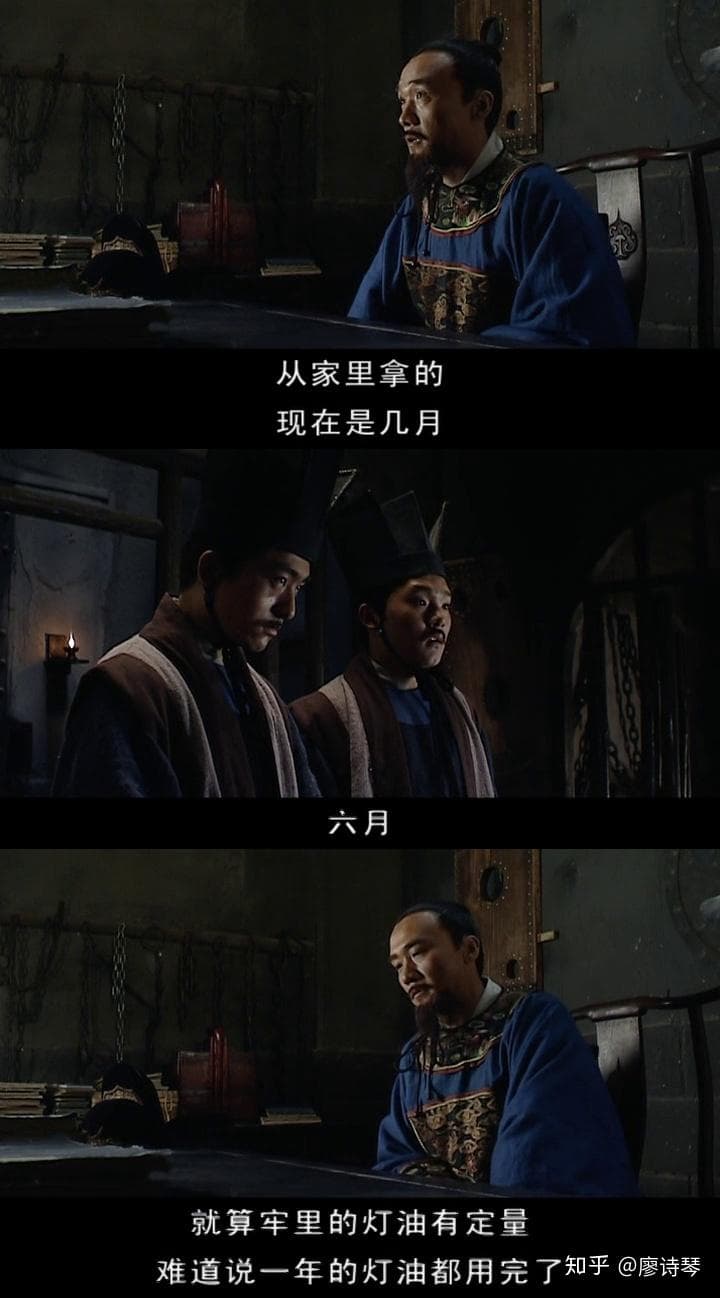 从家里拿的
现在是几月
六月
就算牢里的灯油有定量
难道说一年的灯油都用完了
知乎 @廖诗琴